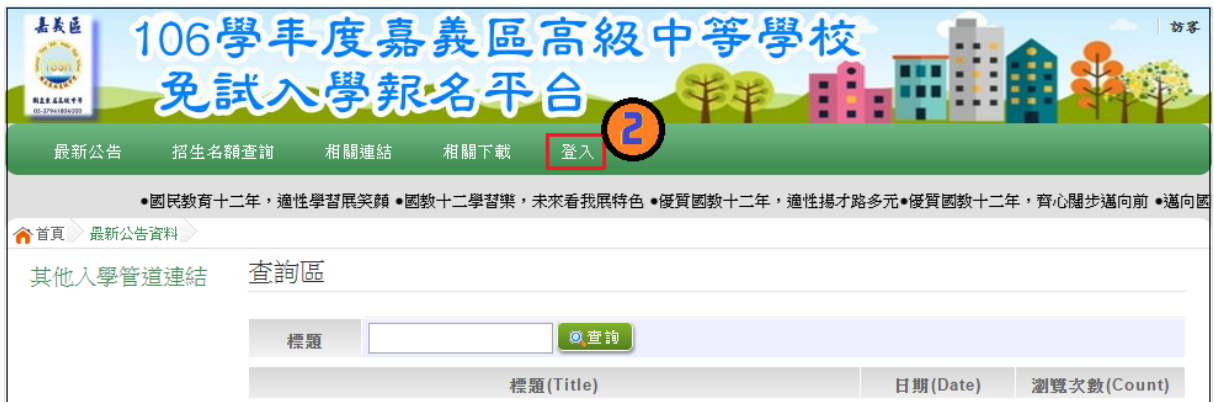 嘉義區
106學年度嘉義區高級中等學校
免試入學報名平台
訪客
2
最新公告 招生名額查詢 相關連結 相關下載 登入
●國民教育十二年，適性學習展笑顏 ●國教十二學習樂，未來看我展特色 ●優質國教十二年，適性揚才路多元●優質國教十二年，齊心闊步邁向前 ●邁向國
首頁 最新公告資料
其他入學管道連結
查詢區
標題 查詢
標題(Title) 日期(Date) 瀏覽次數(Count)